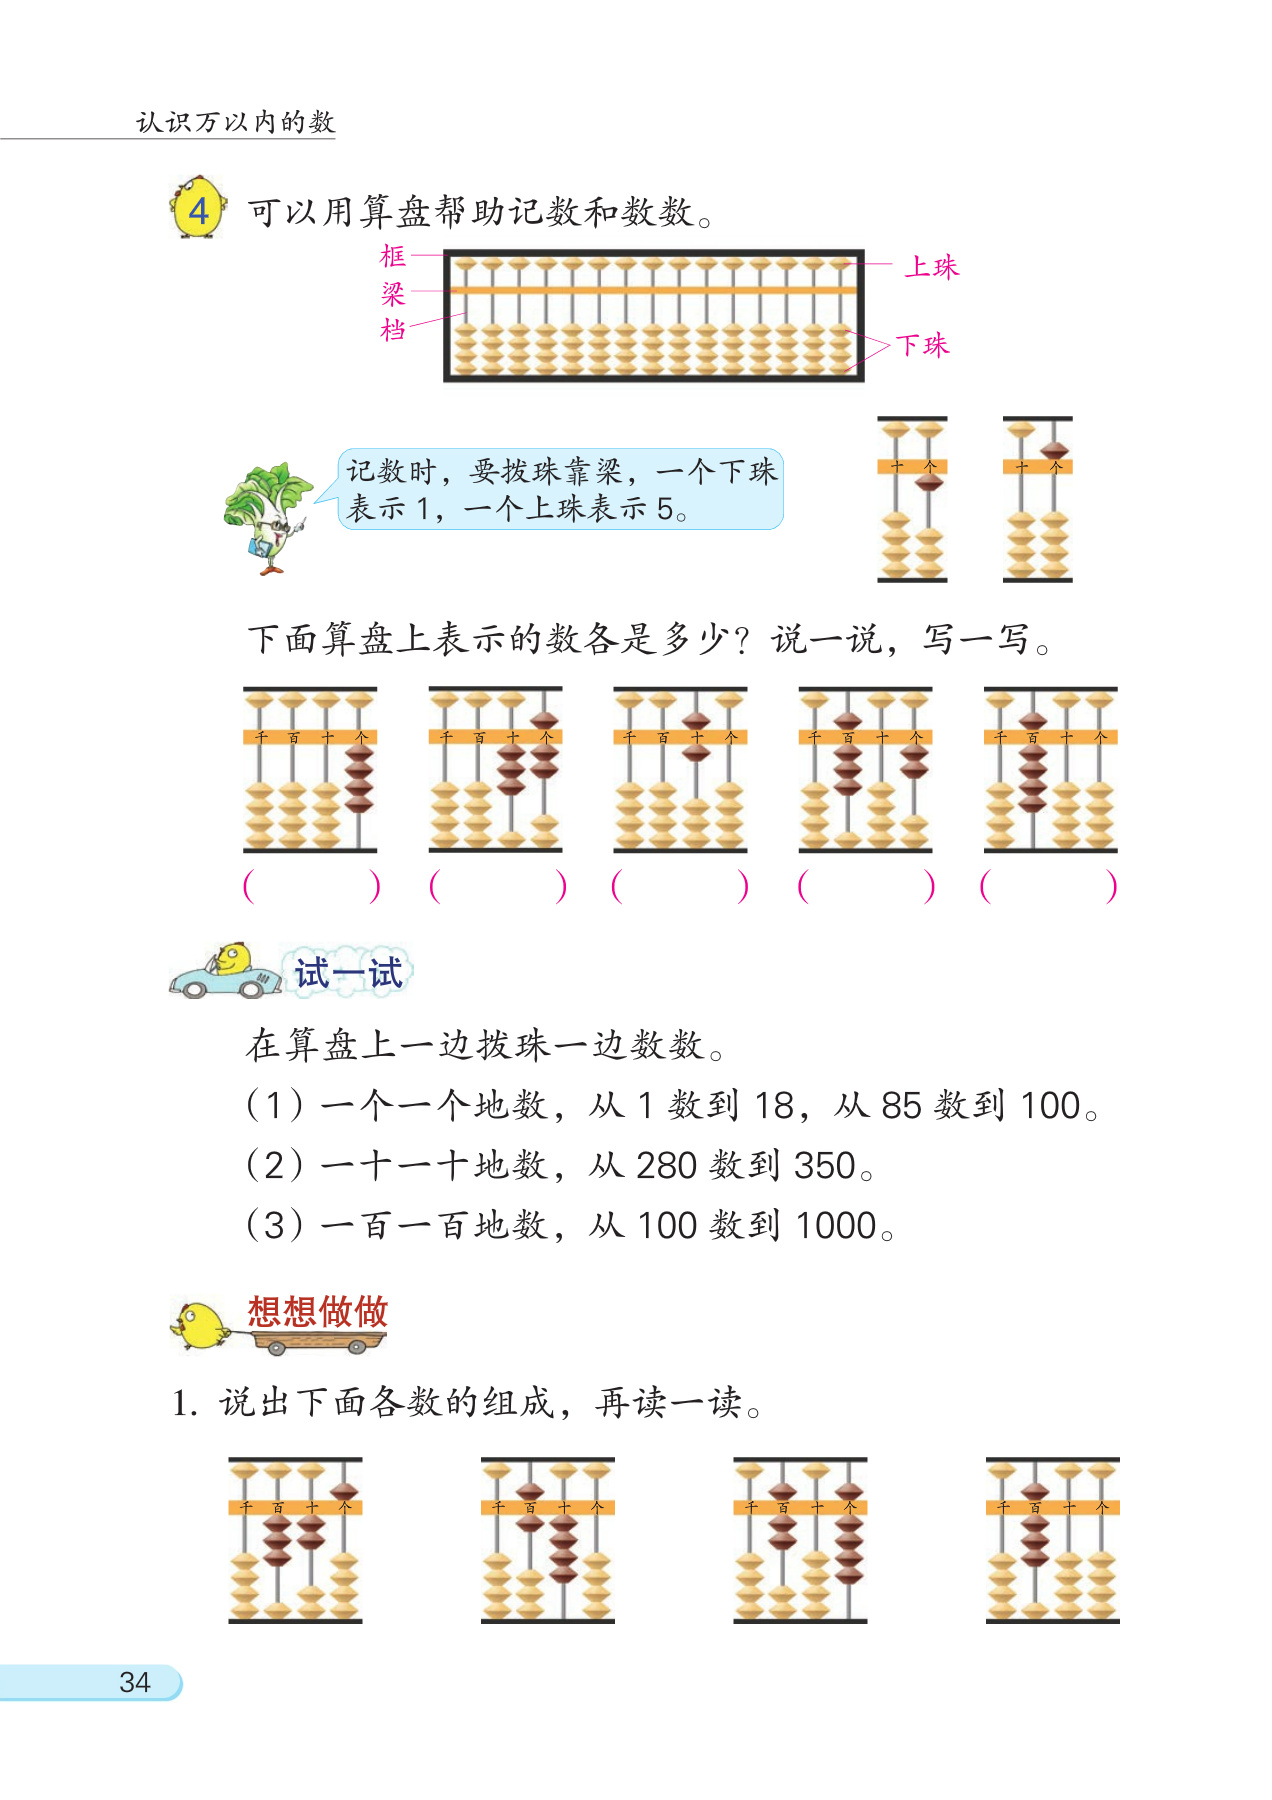 认识万以内的数
4 可以用算盘帮助记数和数数。
框
上珠
梁
档
下珠
记数时，要拨珠靠梁，一个下珠
表示 1，一个上珠表示 5。
十 个
十 个
下面算盘上表示的数各是多少？说一说，写一写。
千 百 十 个
千 百 十 个
千 百 十 个
千 百 十 个
千 百 十 个
（ ）（ ）（ ）（ ）（ ）
试一试
在算盘上一边拨珠一边数数。
（1）一个一个地数，从 1 数到 18，从 85 数到 100。
（2）一十一十地数，从 280 数到 350。
（3）一百一百地数，从 100 数到 1000。
想想做做
1. 说出下面各数的组成，再读一读。
千 百 十 个
千 百 十 个
千 百 十 个
千 百 十 个
34